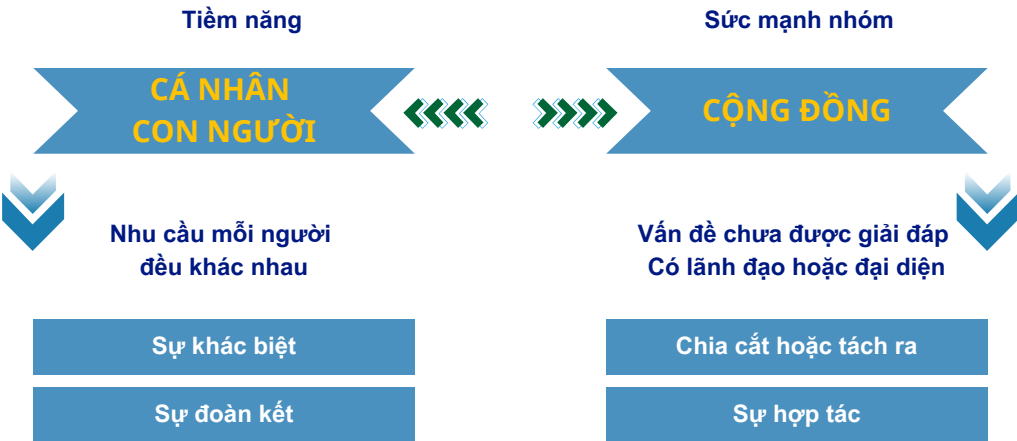 Tiềm năng
CÁ NHÂN
CON NGƯỜI
Nhu cầu mỗi người
đều khác nhau
Sự khác biệt
Sự đoàn kết
Sức mạnh nhóm
CỘNG ĐỒNG
Vấn đề chưa được giải đáp
Có lãnh đạo hoặc đại diện
Chia cắt hoặc tách ra
Sự hợp tác